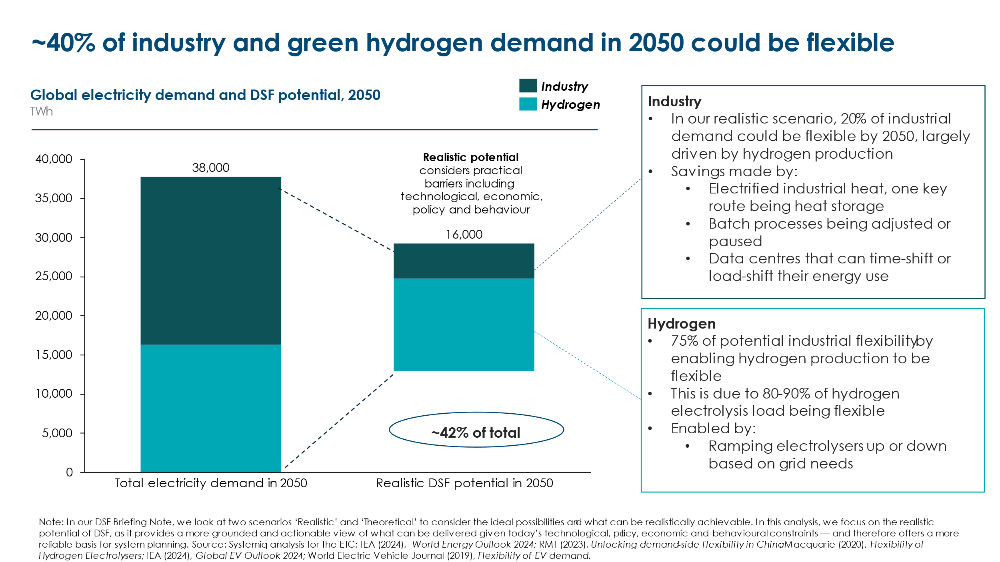 ~40% of industry and green hydrogen demand in 2050 could be flexible
Global electricity demand and DSF potential, 2050
TWh
Industry
Hydrogen
40,000
35,000
30,000
25,000
20,000
15,000
10,000
5,000
0
38,000
Realistic potential
considers practical
barriers including
technological, economic,
policy and behaviour
16,000
~42% of total
Total electricity demand in 2050
Realistic DSF potential in 2050
Industry
• In our realistic scenario, 20% of industrial
demand could be flexible by 2050, largely
driven by hydrogen production
• Savings made by:
• Electrified industrial heat, one key
route being heat storage
• Batch processes being adjusted or
paused
• Data centres that can time-shift or
load-shift their energy use
Hydrogen
• 75% of potential industrial flexibility by
enabling hydrogen production to be
flexible
• This is due to 80-90% of hydrogen
electrolysis load being flexible
• Enabled by:
• Ramping electrolysers up or down
based on grid needs
Note: In our DSF Briefing Note, we look at two scenarios ‘Realistic’ and ‘Theoretical’ to consider the ideal possibilities and what can be realistically achievable. In this analysis, we focus on the realistic
potential of DSF, as it provides a more grounded and actionable view of what can be delivered given today’s technological, policy, economic and behavioural constraints — and therefore offers a more
reliable basis for system planning. Source: Systemiq analysis for the ETC; IEA (2024), World Energy Outlook 2024; RMI (2023), Unlocking demand-side flexibility in China; Macquarie (2020), Flexibility of
Hydrogen Electrolysers; IEA (2024), Global EV Outlook 2024; World Electric Vehicle Journal (2019), Flexibility of EV demand.